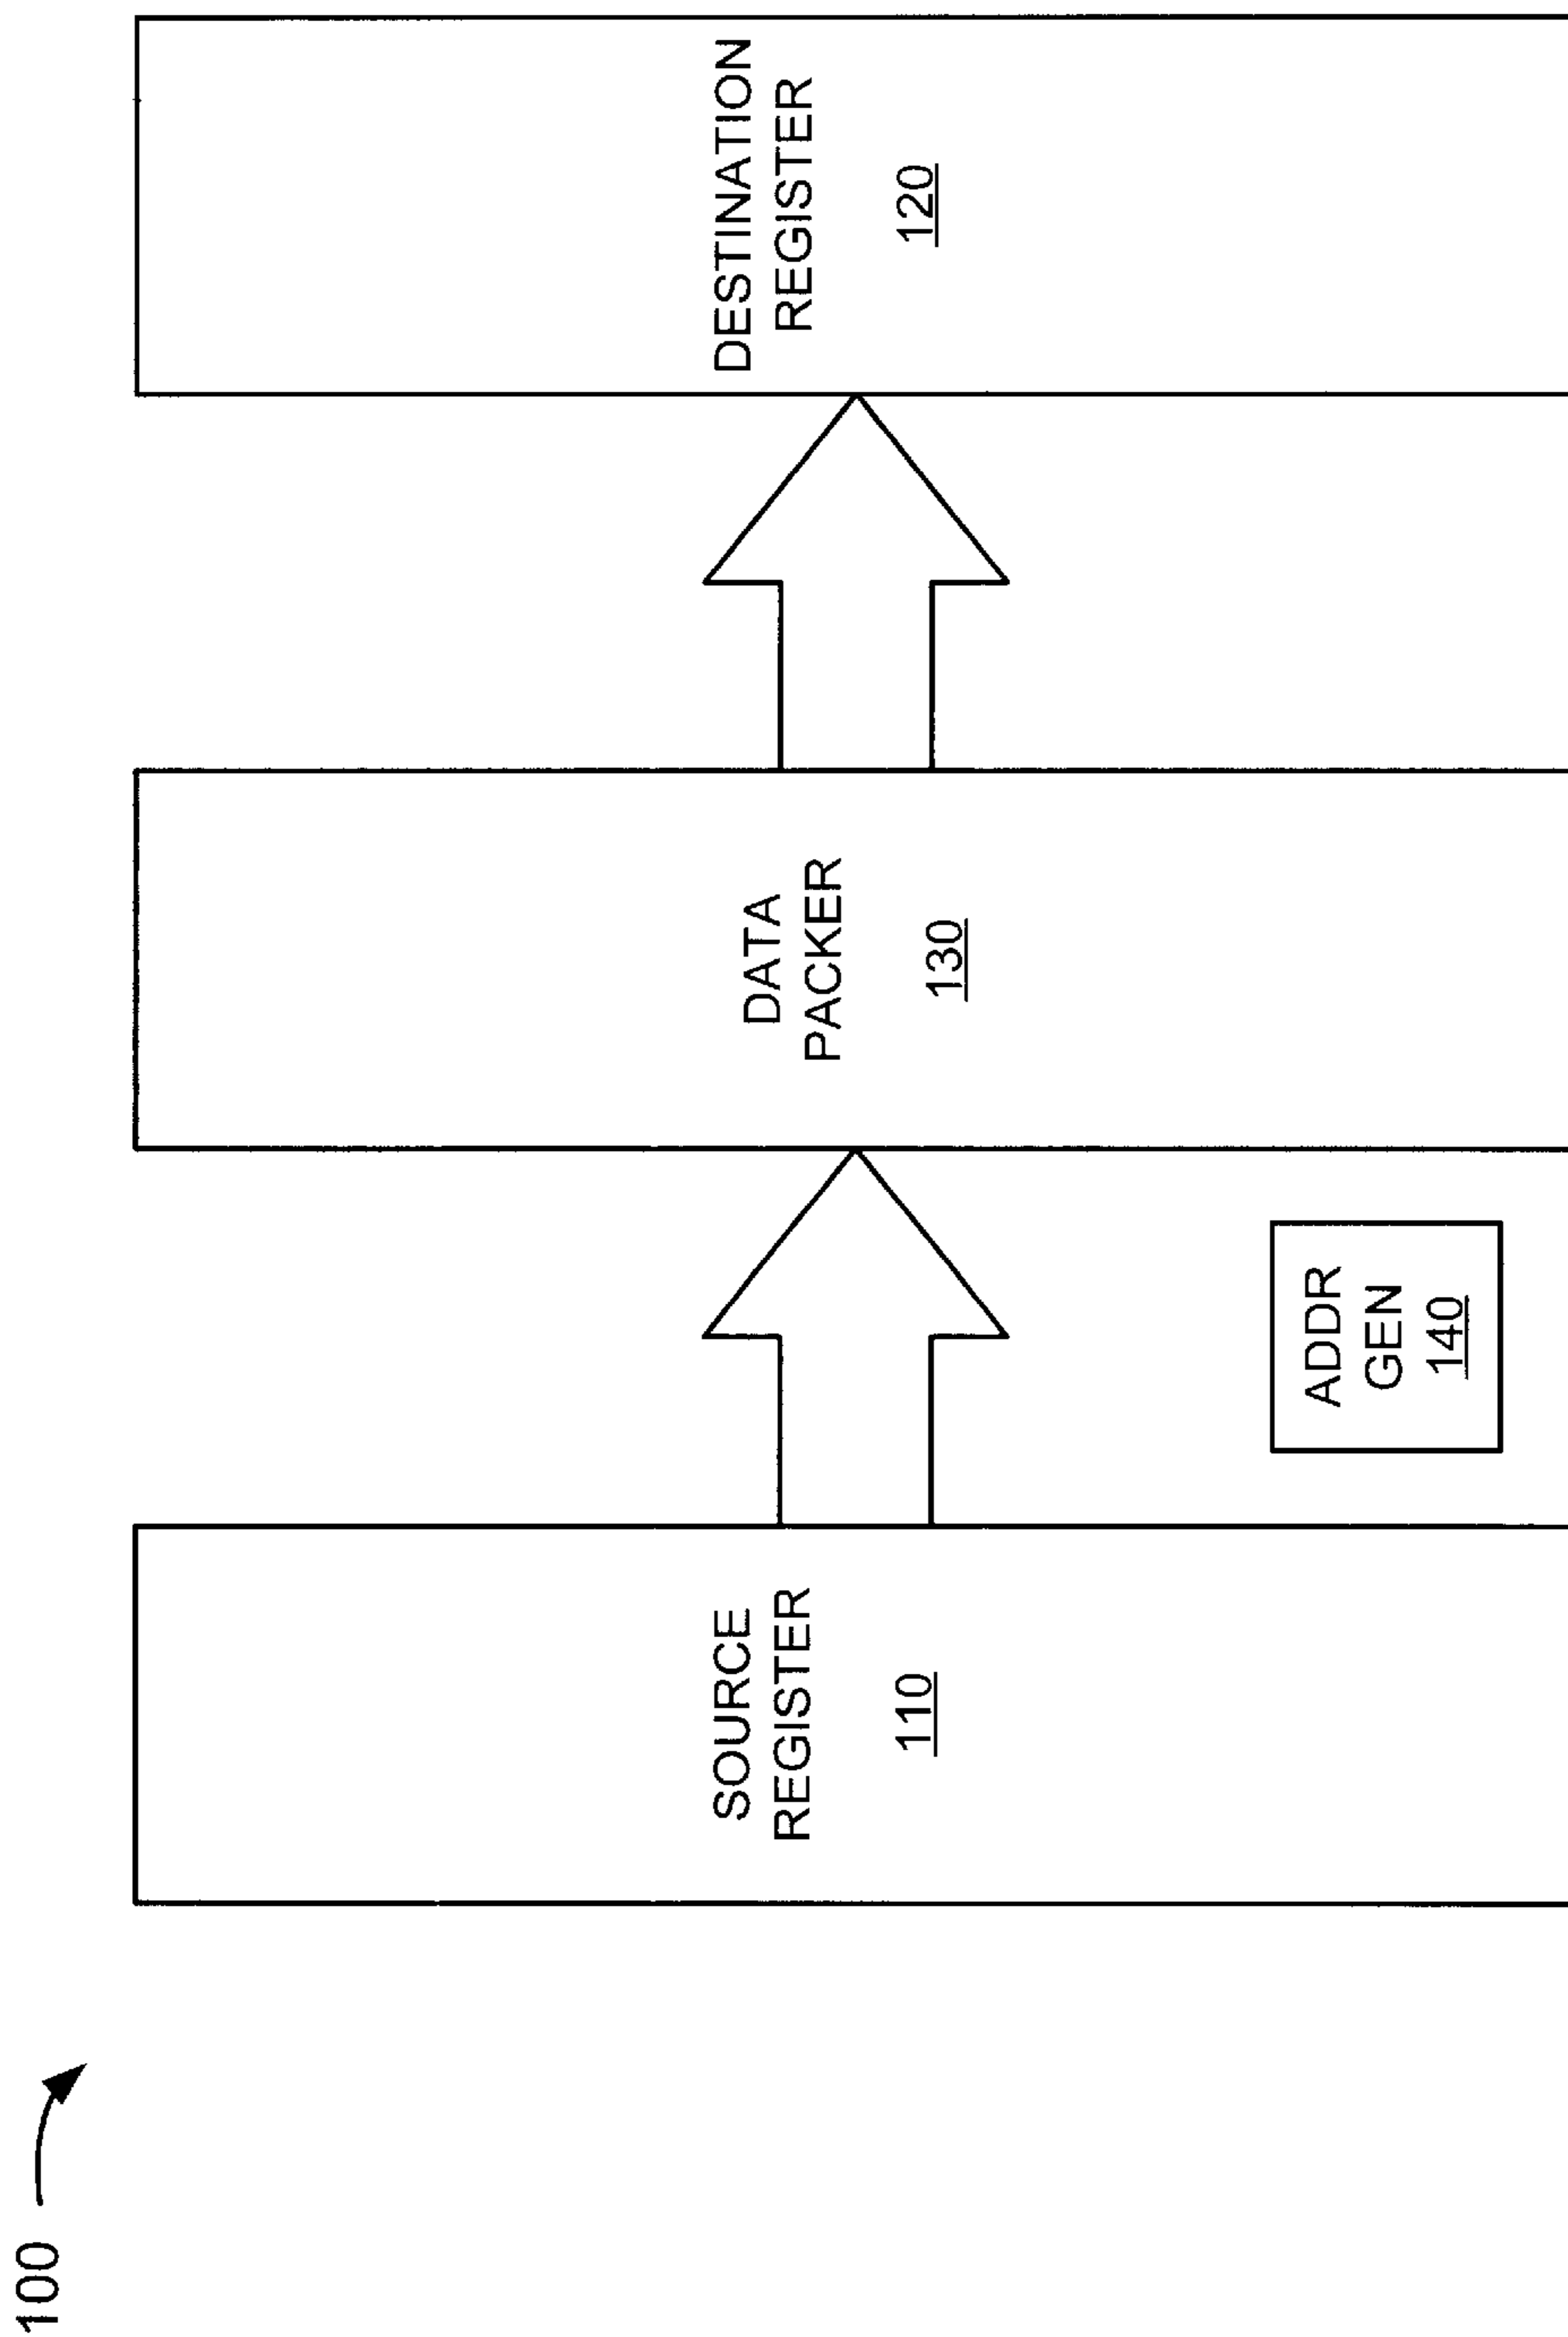 100
SOURCE
REGISTER
110
ADDR
GEN
140
DATA
PACKER
130
DESTINATION
REGISTER
120